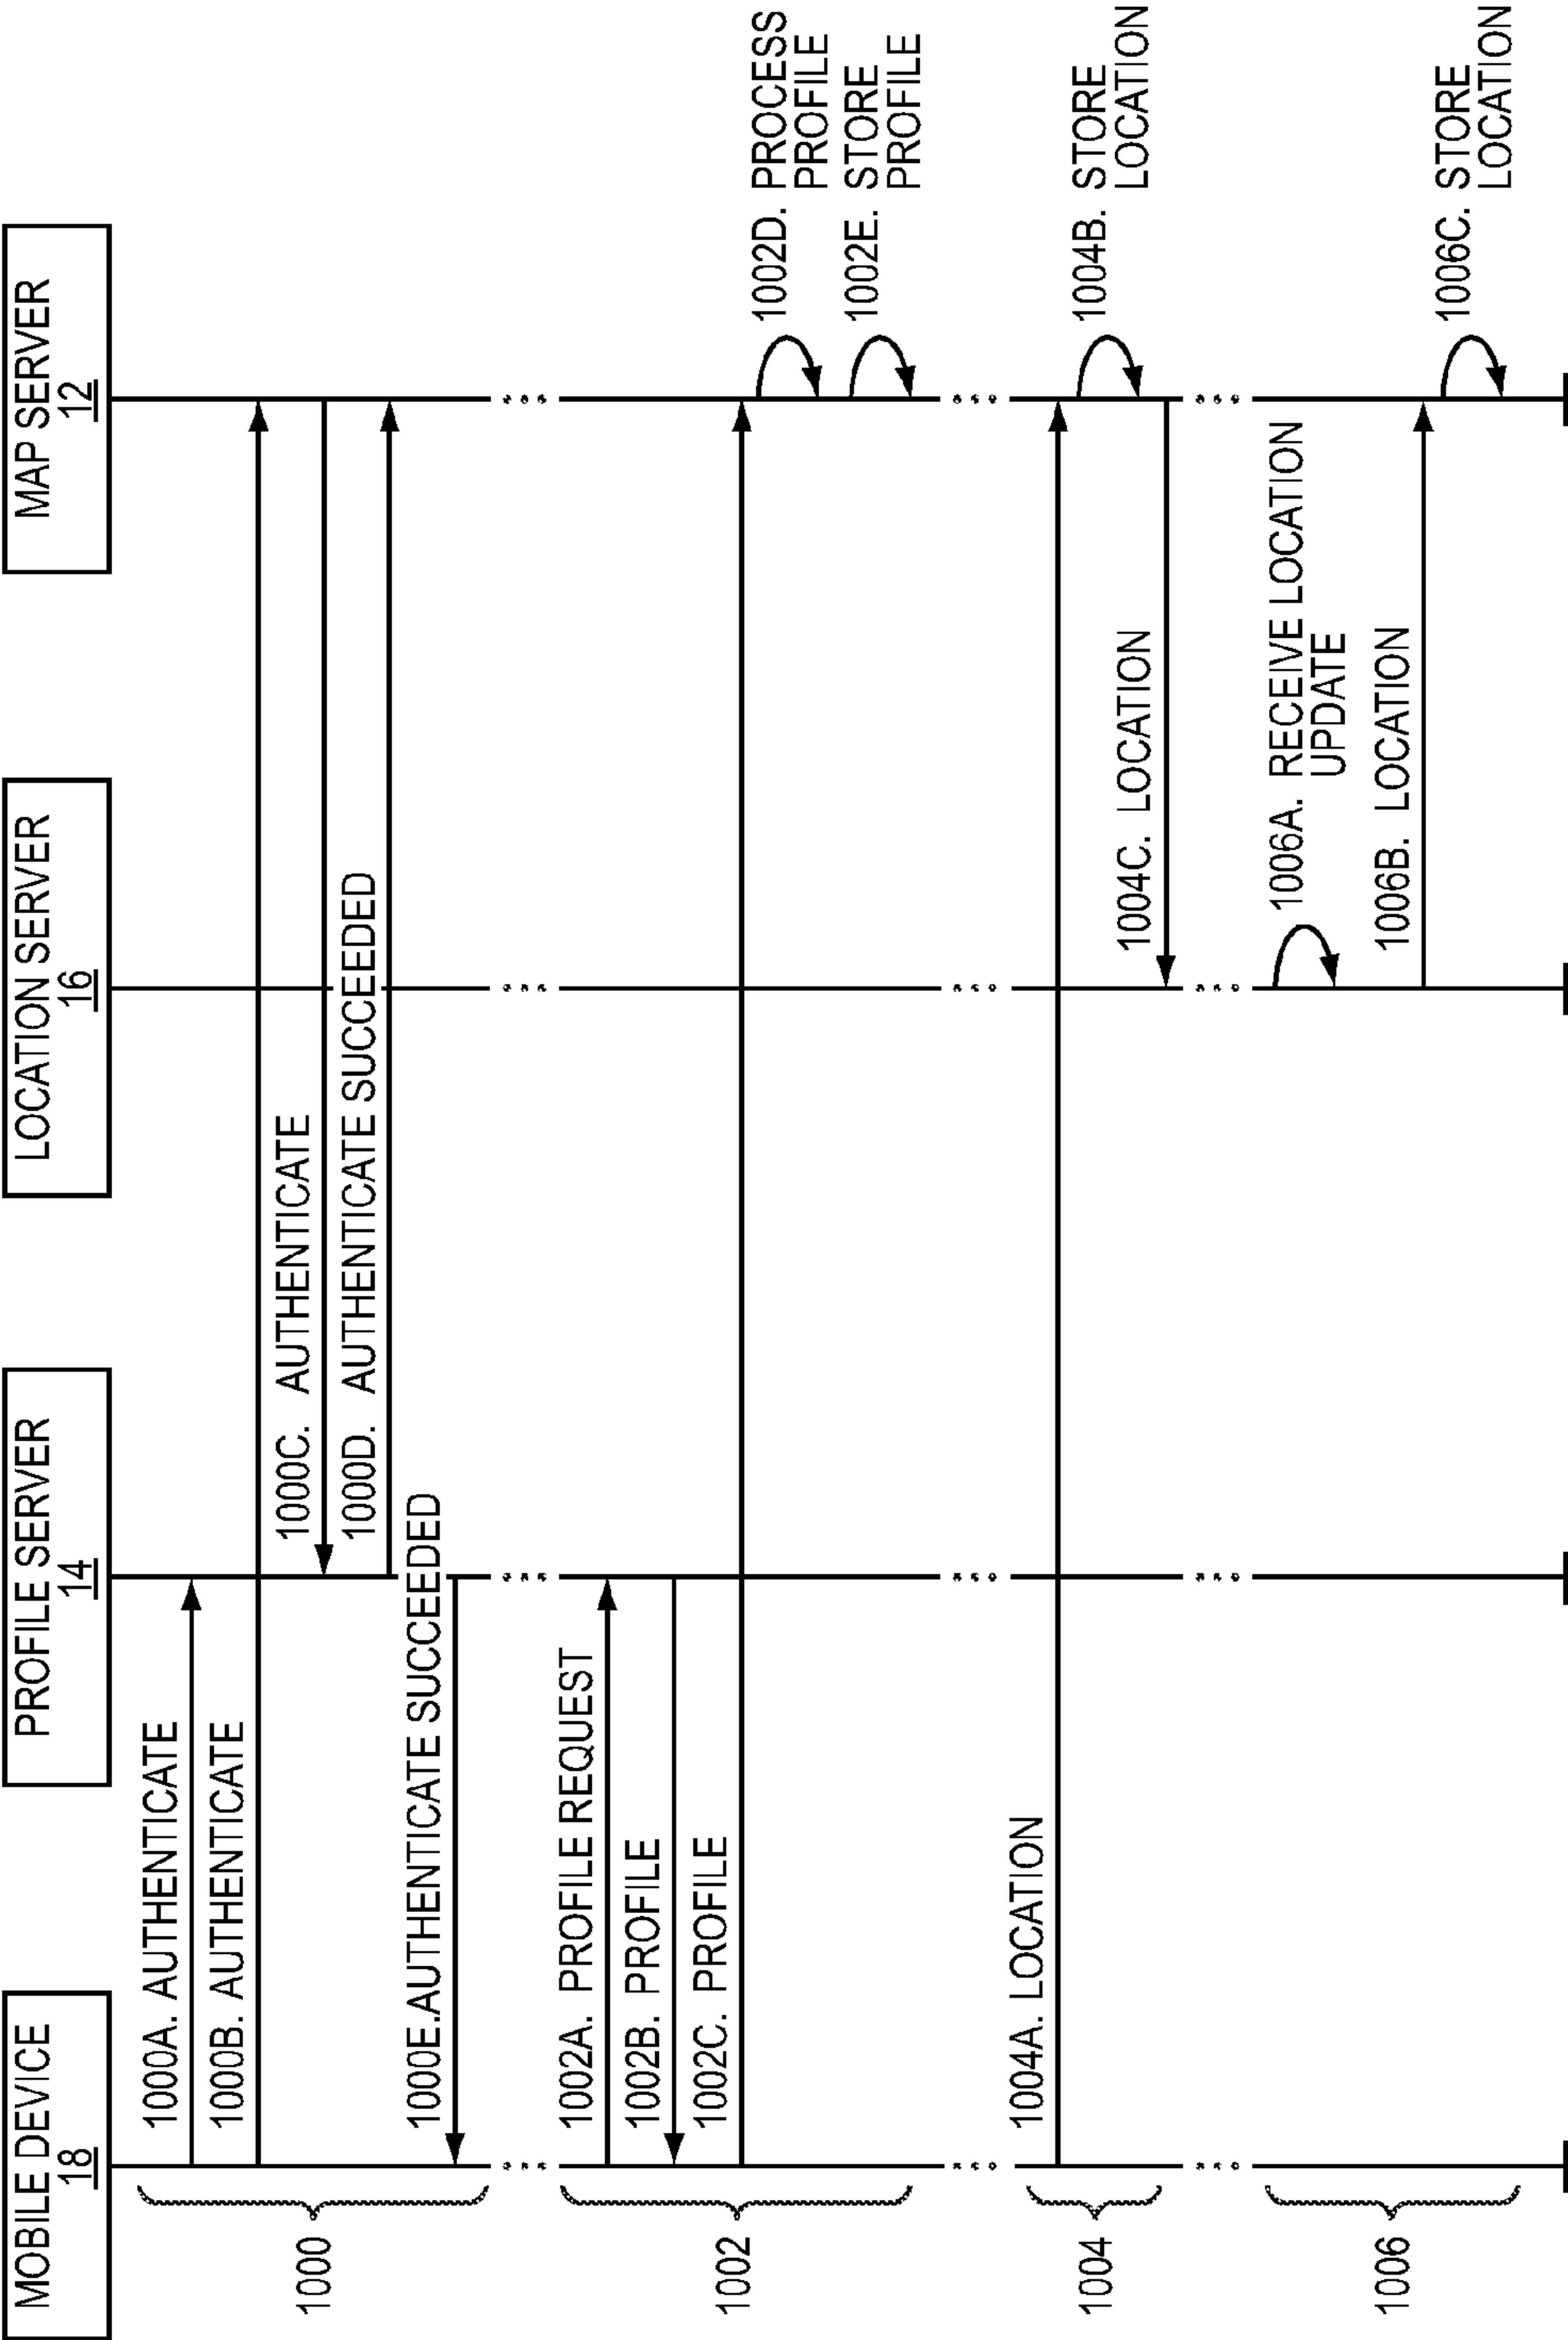 MOBILE DEVICE
18
PROFILE SERVER
14
LOCATION SERVER
16
MAP SERVER
12
1000
1000A. AUTHENTICATE
1000B. AUTHENTICATE
1000C. AUTHENTICATE
1000D. AUTHENTICATE SUCCEEDED
1000E.AUTHENTICATE SUCCEEDED
1002
1002A. PROFILE REQUEST
1002B. PROFILE
1002C. PROFILE
1002D. PROCESS
PROFILE
1002E. STORE
PROFILE
1004
1004A. LOCATION
1004B. STORE
LOCATION
1004C. LOCATION
1006
1006A. RECEIVE LOCATION
UPDATE
1006B. LOCATION
1006C. STORE
LOCATION